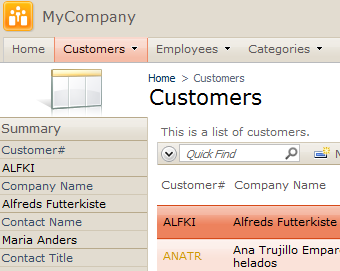 MyCompany
Home Customers Employees Categories
Home > Customers
Customers
Summary
Customer#
ALFKI
Company Name
Alfreds Futterkiste
Contact Name
Maria Anders
Contact Title
This is a list of customers.
Quick Find
Customer# Company Name
ALFKI Alfreds Futterkiste
ANATR Ana Trujillo Empar
helados